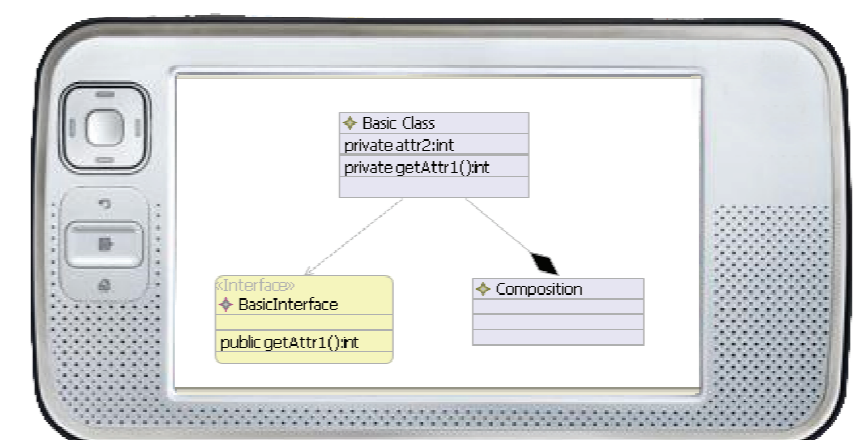 Basic Class
private attr2:int
private getAttr1():int
«Interface»
BasicInterface
public getAttr1():int
Composition